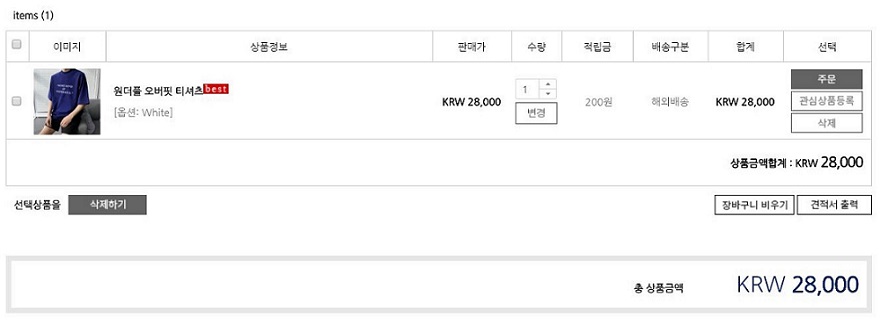 items (1)
이미지 상품정보 판매가 수량 적립금 배송구분 합계 선택
원더풀 오버핏 티셔츠 best
[옵션: White]
KRW 28,000
1
변경
200원
해외배송
KRW 28,000
주문
관심상품등록
삭제
상품금액합계 : KRW 28,000
선택상품을 삭제하기 장바구니 비우기 견적서 출력
총 상품금액 KRW 28,000